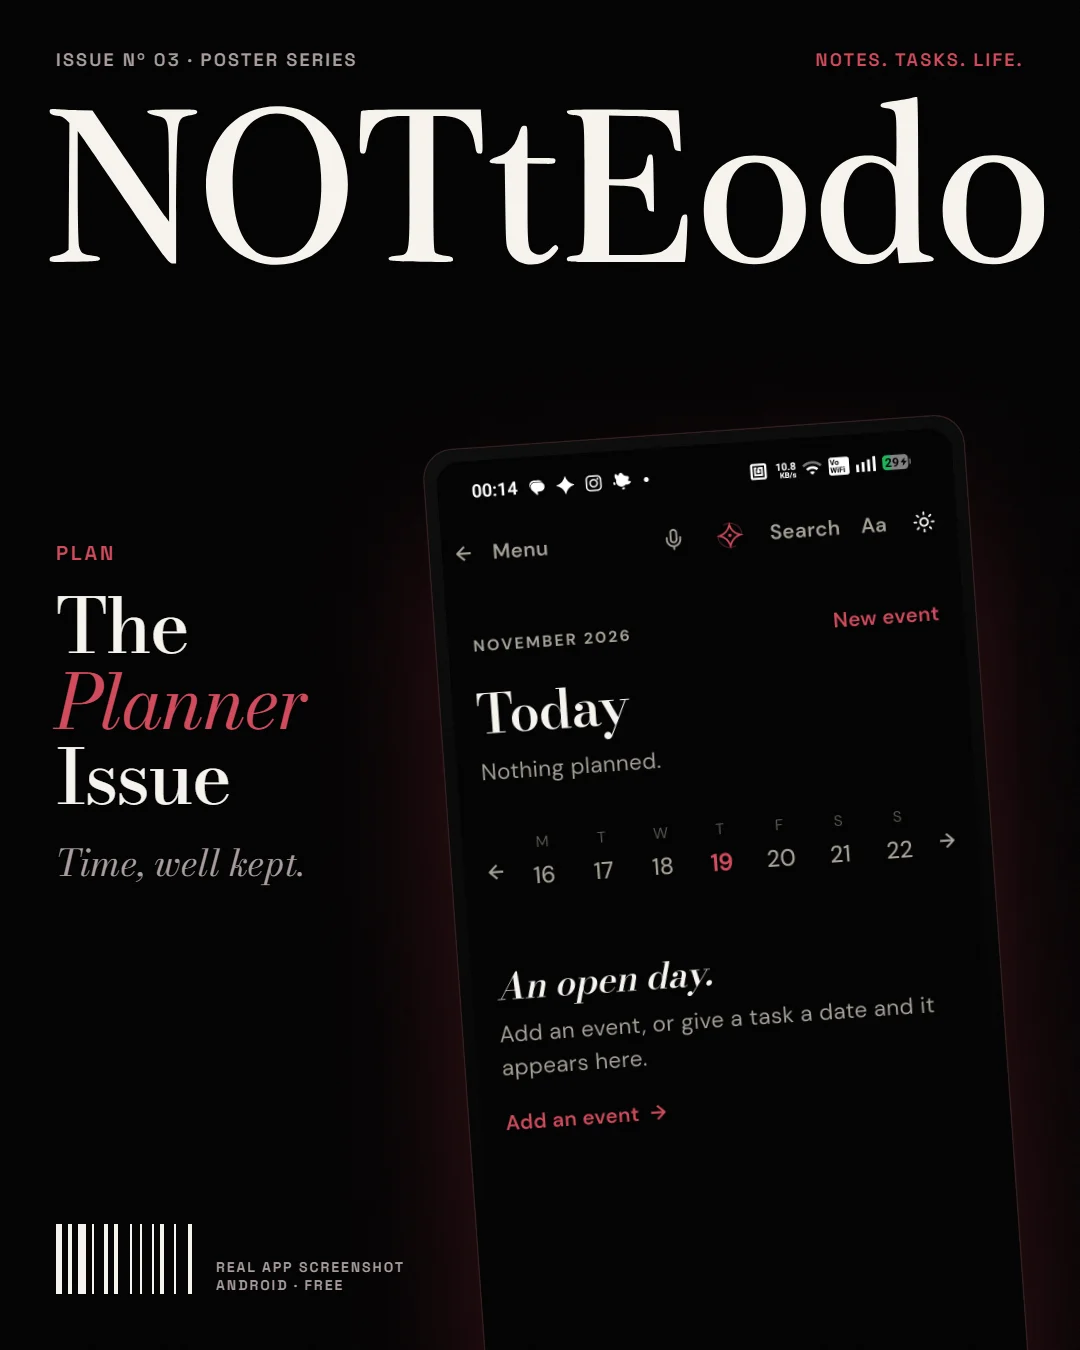 ISSUE Nº 03 · POSTER SERIES
NOTES. TASKS. LIFE.
NOTtEodo
PLAN
The
Planner
Issue
Time, well kept.
00:14
10.8
KB/s
Vo
WiFi
29
Menu
Search Aa
New event
NOVEMBER 2026
Today
Nothing planned.
M T W T F S S
16 17 18 19 20 21 22
An open day.
Add an event, or give a task a date and it
appears here.
Add an event →
REAL APP SCREENSHOT
ANDROID · FREE